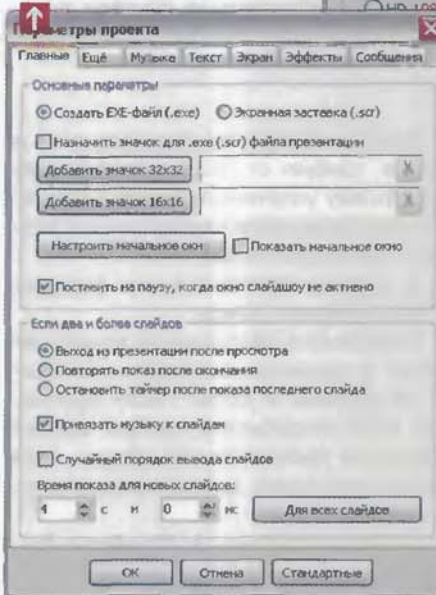 Параметры проекта
Главные Ещё Музыка Текст Экран Эффекты Сообщения
Основные параметры
Создать EXE-файл (.exe) Экранная заставка (.scr)
Назначить значок для .exe (.scr) файла презентации
Добавить значок 32x32 X
Добавить значок 16x16 X
Настроить начальное окно Показать начальное окно
Поставить на паузу, когда окно слайдшоу не активно
Если два и более слайдов
Выход из презентации после просмотра
Повторять показ после окончания
Остановить таймер после показа последнего слайда
Привязать музыку к слайдам
Случайный порядок вывода слайдов
Время показа для новых слайдов:
4 с и 0 мс Для всех слайдов
OK Отмена Стандартные